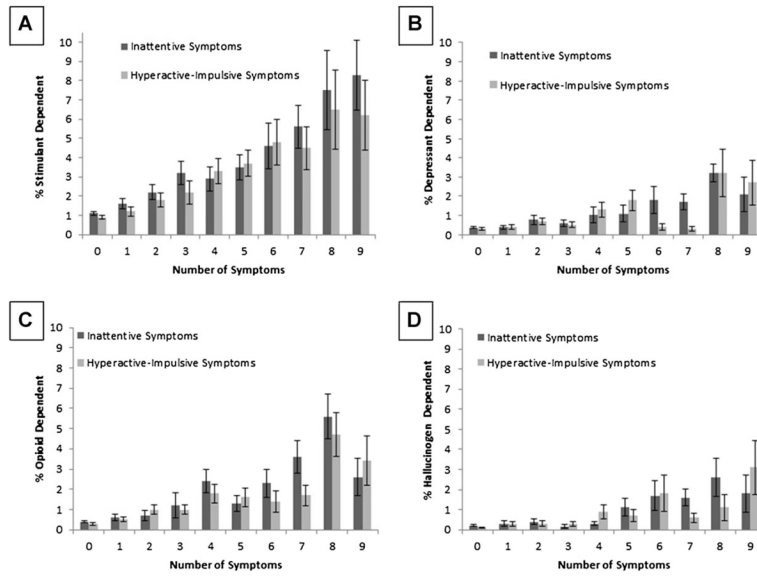 A
10
9
8
7
6
5
4
3
2
1
0
% Stimulant Dependent
Inattentive Symptoms
Hyperactive-Impulsive Symptoms
0 1 2 3 4 5 6 7 8 9
Number of Symptoms
B
10
9
8
7
6
5
4
3
2
1
0
% Depressant Dependent
Inattentive Symptoms
Hyperactive-Impulsive Symptoms
0 1 2 3 4 5 6 7 8 9
Number of Symptoms
C
10
9
8
7
6
5
4
3
2
1
0
% Opioid Dependent
Inattentive Symptoms
Hyperactive-Impulsive Symptoms
0 1 2 3 4 5 6 7 8 9
Number of Symptoms
D
10
9
8
7
6
5
4
3
2
1
0
% Hallucinogen Dependent
Inattentive Symptoms
Hyperactive-Impulsive Symptoms
0 1 2 3 4 5 6 7 8 9
Number of Symptoms